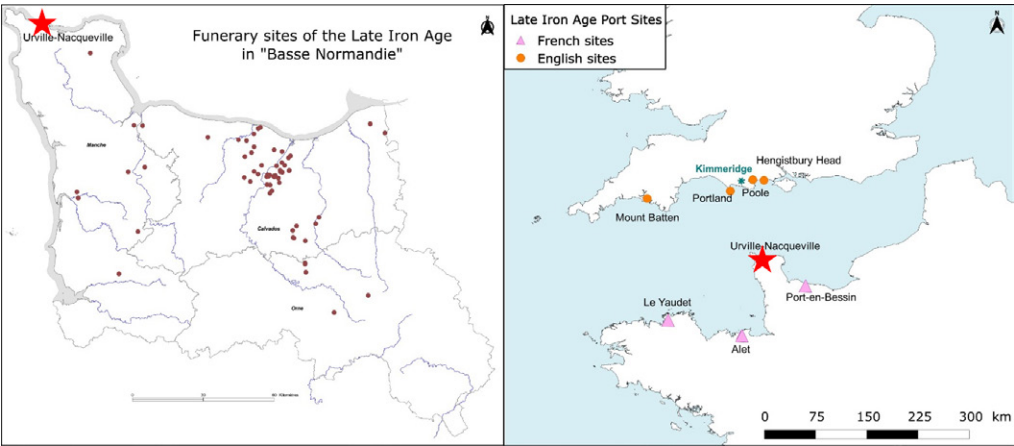 Urville-Nacqueville
Funerary sites of the Late Iron Age
in "Basse Normandie"
N
Manche
Calvados
Orne
0
Late Iron Age Port Sites
French sites
English sites
N
Kimmeridge
Hengistbury Head
Poole
Portland
Mount Batten
Urville-Nacqueville
Port-en-Bessin
Le Yaudet
Alet
0 75 150 225 300 km